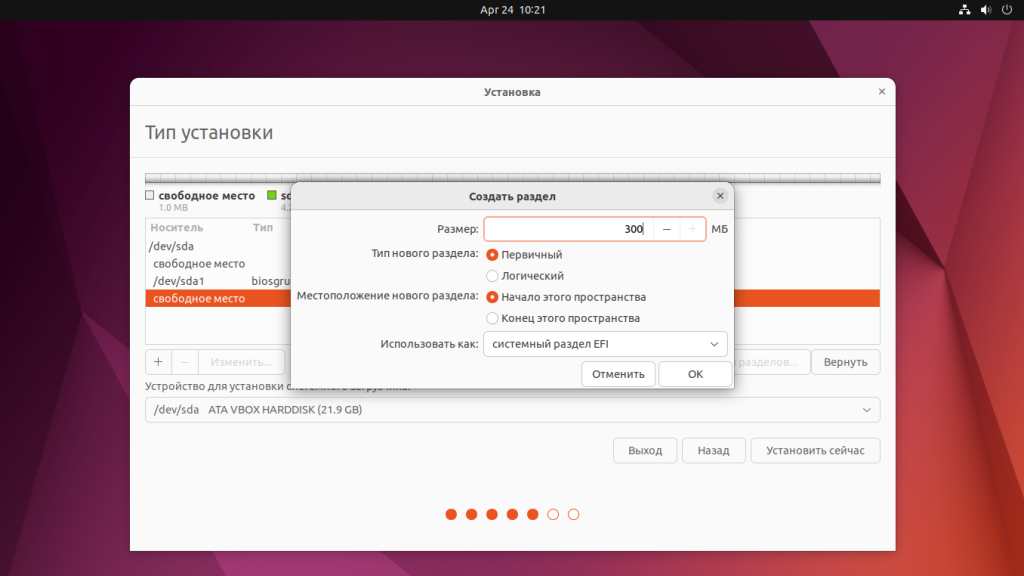 Apr 24 10:21
Установка
Тип установки
свободное место
1.0 MB
Создать раздел
Размер: 300 МБ
Тип нового раздела: Первичный
Логический
Местоположение нового раздела: Начало этого пространства
Конец этого пространства
Использовать как: системный раздел EFI
Отменить OK
Носитель Тип
/dev/sda
свободное место
/dev/sda1 biosgru
свободное место
+ − Изменить... разделов... Вернуть
Устройство для установки
/dev/sda ATA VBOX HARDDISK (21.9 GB)
Выход Назад Установить сейчас